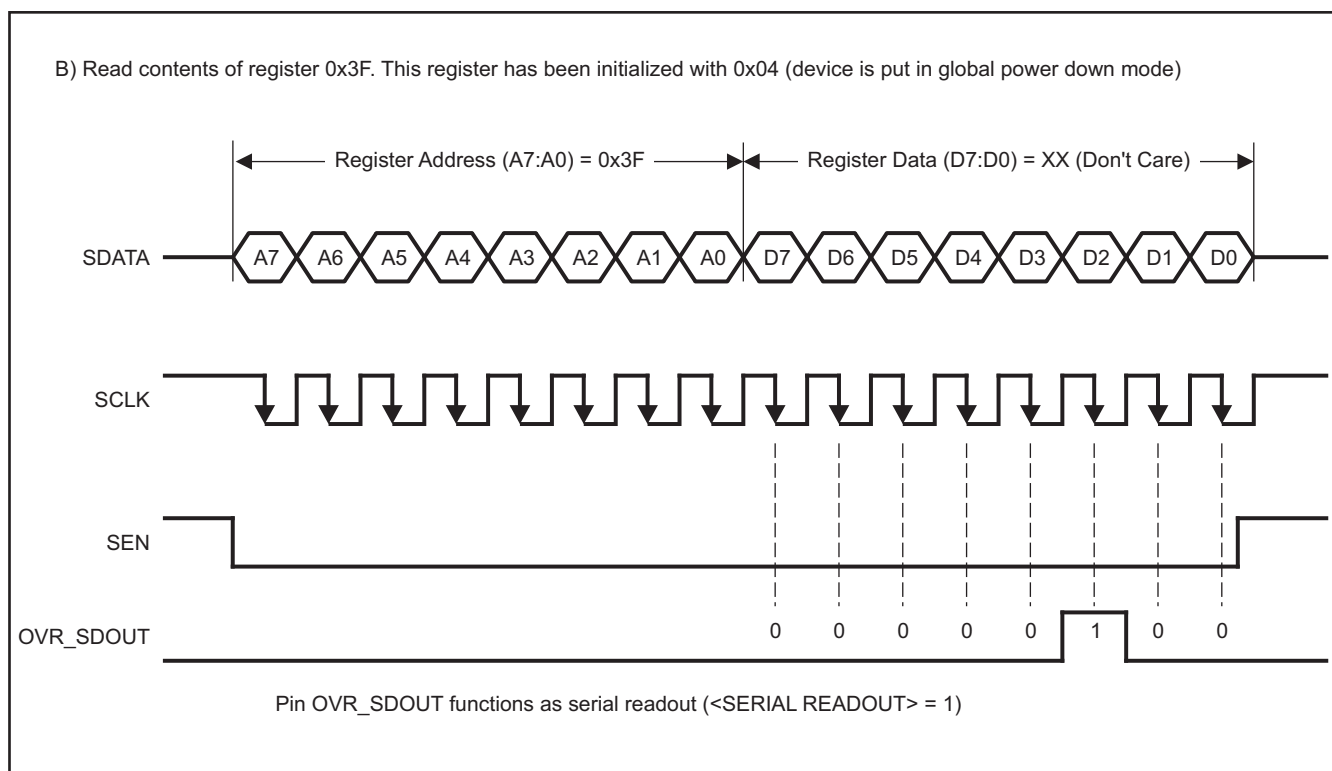 B) Read contents of register 0x3F. This register has been initialized with 0x04 (device is put in global power down mode)
Register Address (A7:A0) = 0x3F Register Data (D7:D0) = XX (Don't Care)
SDATA A7 A6 A5 A4 A3 A2 A1 A0 D7 D6 D5 D4 D3 D2 D1 D0
SCLK
SEN
OVR_SDOUT 0 0 0 0 0 1 0 0
Pin OVR_SDOUT functions as serial readout (<SERIAL READOUT> = 1)